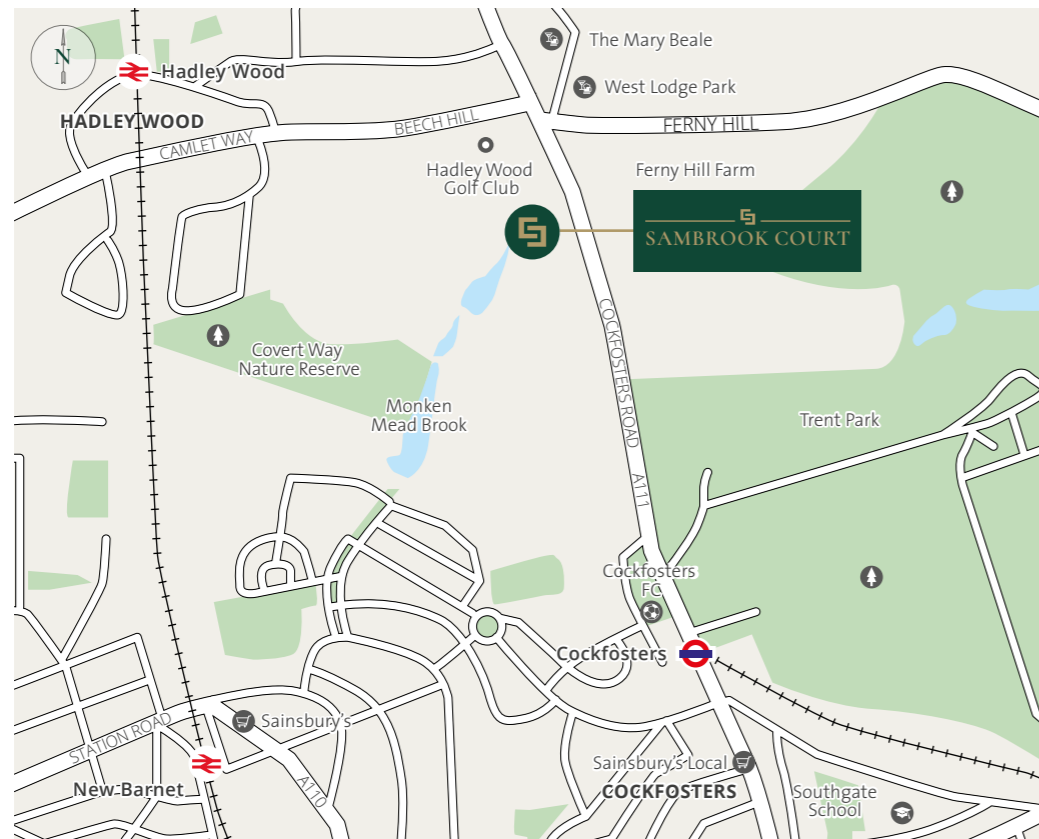 The Mary Beale
N
Hadley Wood
West Lodge Park
HADLEY WOOD
BEECH HILL
FERNY HILL
CAMLET WAY
Hadley Wood
Golf Club
Ferny Hill Farm
SAMBROOK COURT
COCKFOSTERS ROAD
Covert Way
Nature Reserve
Monken
Mead Brook
Trent Park
A111
Cockfosters
FC
Cockfosters
Sainsbury's
STATION ROAD
Sainsbury's Local
New Barnet
A110
COCKFOSTERS
Southgate
School